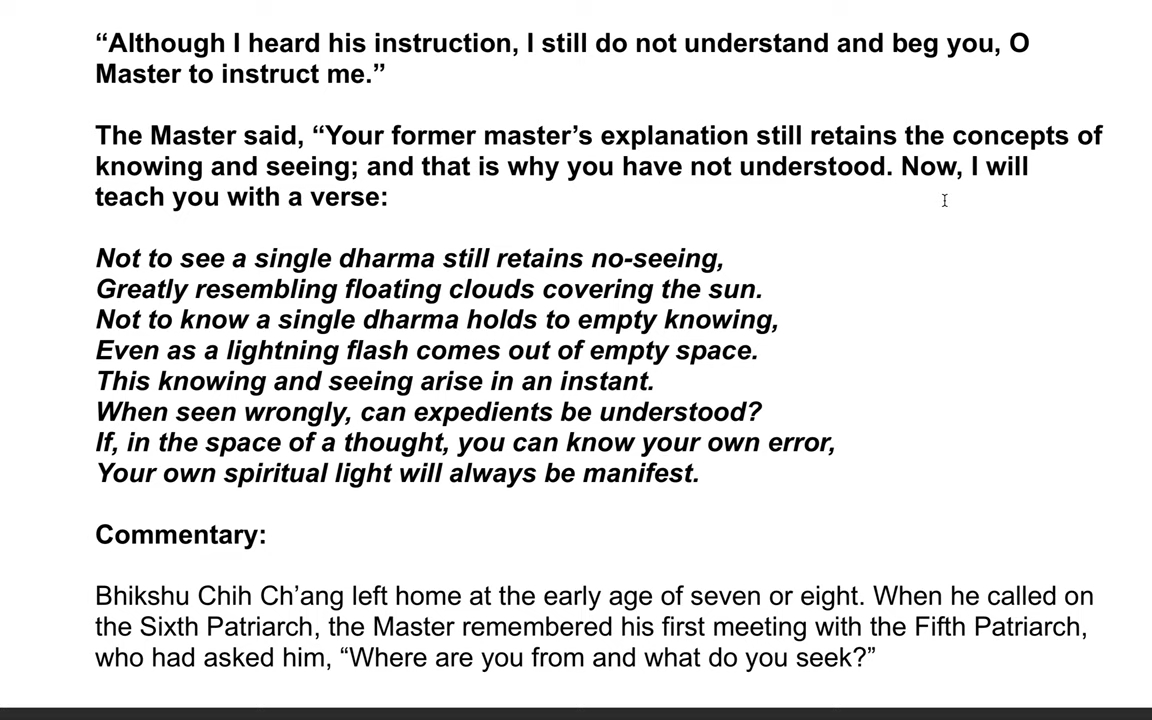 “Although I heard his instruction, I still do not understand and beg you, O
Master to instruct me.”
The Master said, “Your former master’s explanation still retains the concepts of
knowing and seeing; and that is why you have not understood. Now, I will
teach you with a verse:
Not to see a single dharma still retains no-seeing,
Greatly resembling floating clouds covering the sun.
Not to know a single dharma holds to empty knowing,
Even as a lightning flash comes out of empty space.
This knowing and seeing arise in an instant.
When seen wrongly, can expedients be understood?
If, in the space of a thought, you can know your own error,
Your own spiritual light will always be manifest.
Commentary:
Bhikshu Chih Ch’ang left home at the early age of seven or eight. When he called on
the Sixth Patriarch, the Master remembered his first meeting with the Fifth Patriarch,
who had asked him, “Where are you from and what do you seek?”